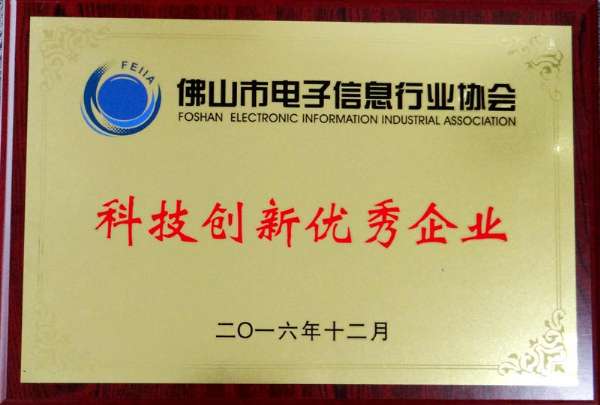 FEIIA
佛山市电子信息行业协会
FOSHAN ELECTRONIC INFORMATION INDUSTRIAL ASSOCIATION
科技创新优秀企业
二〇一六年十二月